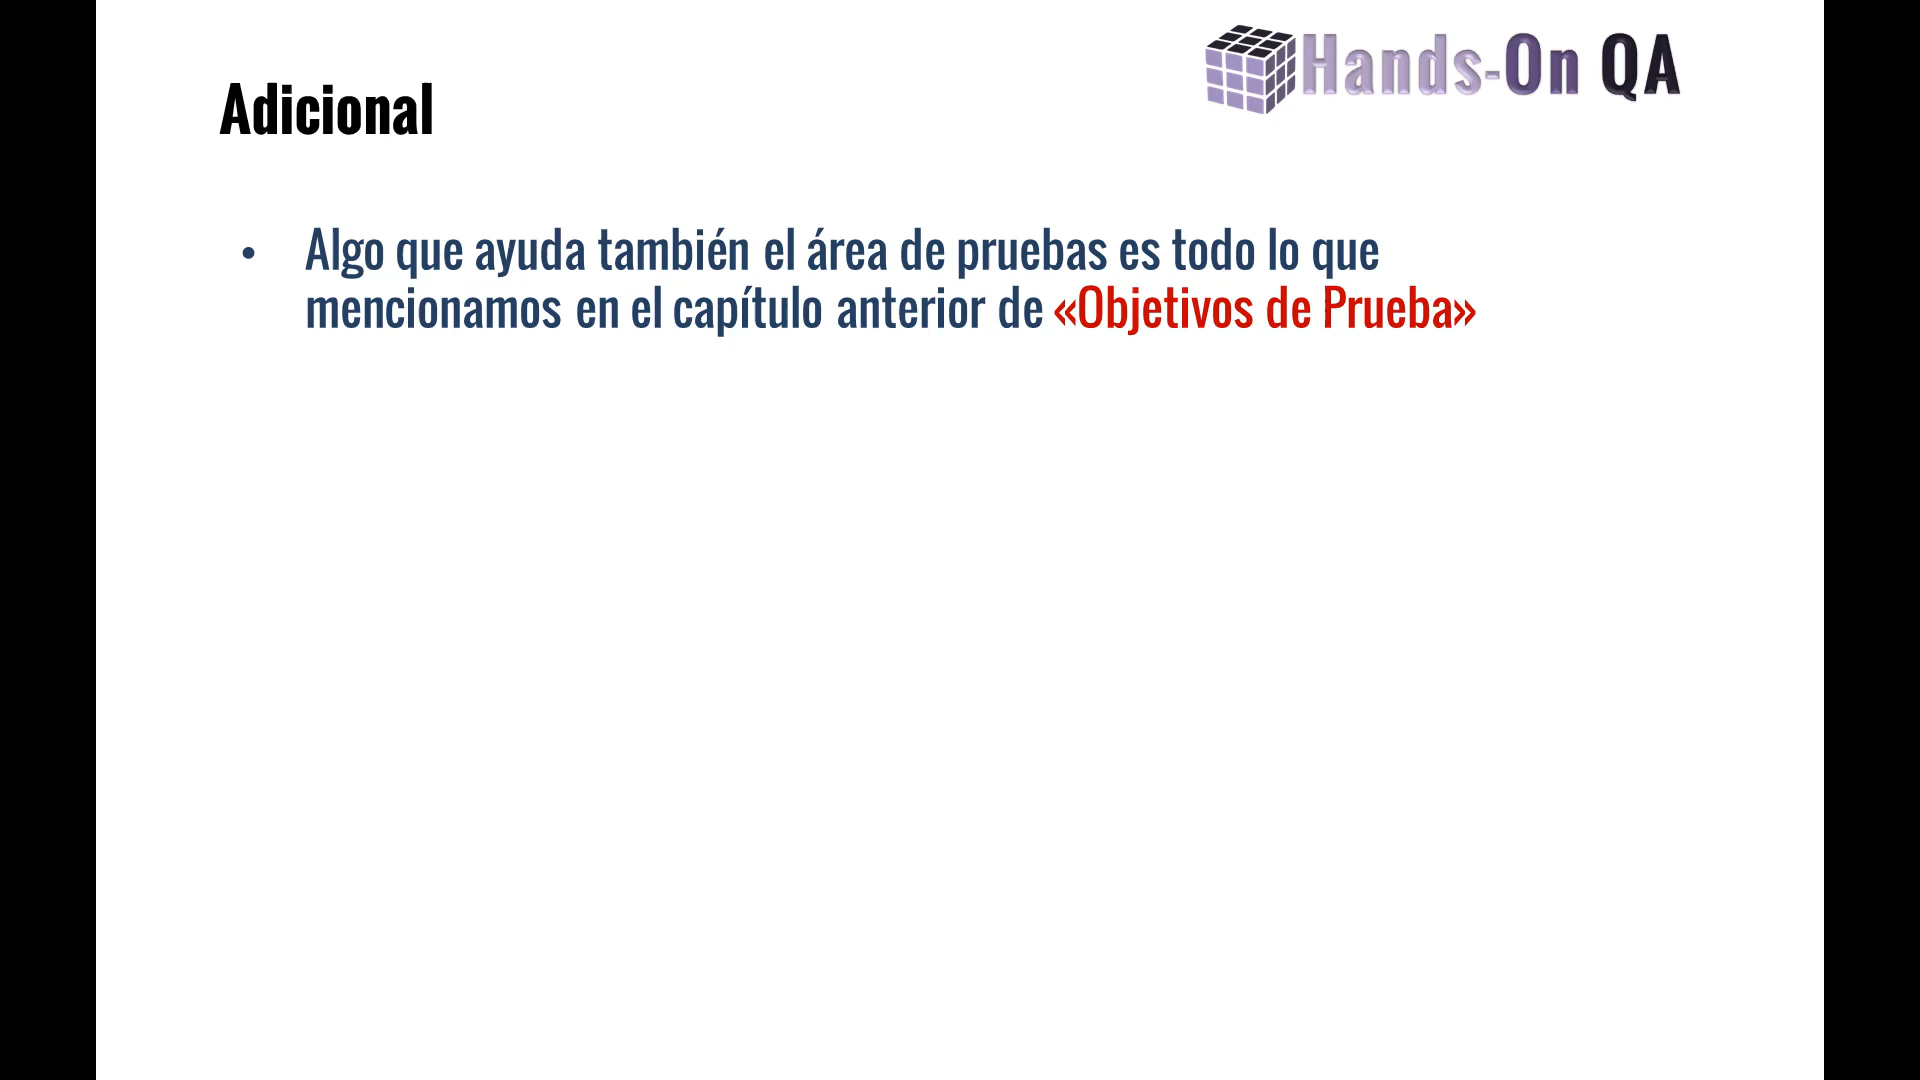 Hands-On QA
Adicional
• Algo que ayuda también el área de pruebas es todo lo que
mencionamos en el capítulo anterior de «Objetivos de Prueba»